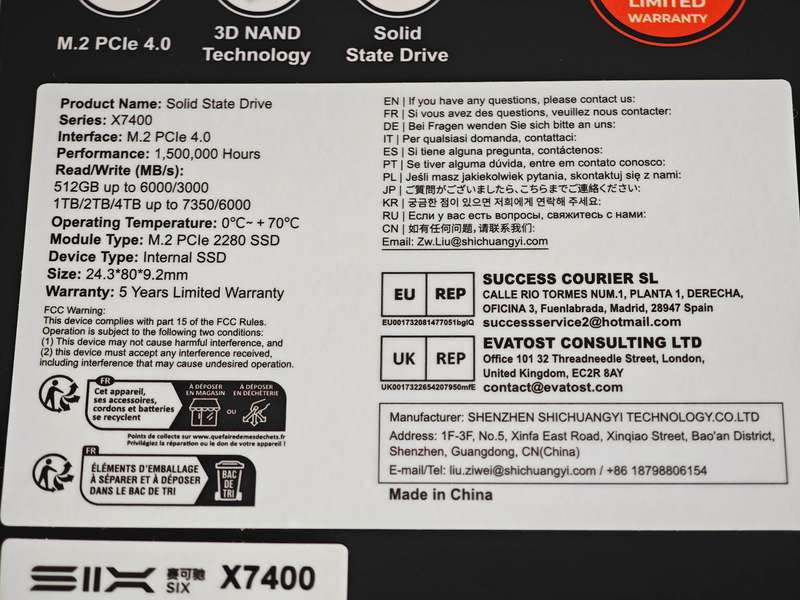 M.2 PCIe 4.0
3D NAND
Technology
Solid
State Drive
LIMITED
WARRANTY
Product Name: Solid State Drive
Series: X7400
Interface: M.2 PCIe 4.0
Performance: 1,500,000 Hours
Read/Write (MB/s):
512GB up to 6000/3000
1TB/2TB/4TB up to 7350/6000
Operating Temperature: 0℃~ + 70℃
Module Type: M.2 PCIe 2280 SSD
Device Type: Internal SSD
Size: 24.3*80*9.2mm
Warranty: 5 Years Limited Warranty
FCC Warning:
This device complies with part 15 of the FCC Rules.
Operation is subject to the following two conditions:
(1) This device may not cause harmful interference, and
(2) this device must accept any interference received,
including interference that may cause undesired operation.
FR
Cet appareil,
ses accessoires,
cordons et batteries
se recyclent
À DÉPOSER
EN MAGASIN
OU
À DÉPOSER
EN DÉCHÈTERIE
Points de collecte sur www.quefairedemesdechets.fr
Privilégiez la réparation ou le don de votre appareil!
FR
ÉLÉMENTS D'EMBALLAGE
À SÉPARER ET À DÉPOSER
DANS LE BAC DE TRI
BAC
DE
TRI
EN | If you have any questions, please contact us:
FR | Si vous avez des questions, veuillez nous contacter:
DE | Bei Fragen wenden Sie sich bitte an uns:
IT | Per qualsiasi domanda, contattaci:
ES | Si tiene alguna pregunta, contáctenos:
PT | Se tiver alguma dúvida, entre em contato conosco:
PL | Jeśli masz jakiekolwiek pytania, skontaktuj się z nami:
JP | ご質問がございましたら、こちらまでご連絡ください:
KR | 궁금한 점이 있으면 저희에게 연락해 주세요:
RU | Если у вас есть вопросы, свяжитесь с нами:
CN | 如有任何问题,请联系我们:
Email: Zw.Liu@shichuangyi.com
EU REP
EU001732081477051bglQ
SUCCESS COURIER SL
CALLE RIO TORMES NUM.1, PLANTA 1, DERECHA,
OFICINA 3, Fuenlabrada, Madrid, 28947 Spain
successservice2@hotmail.com
UK REP
UK0017322654207950mfE
EVATOST CONSULTING LTD
Office 101 32 Threadneedle Street, London,
United Kingdom, EC2R 8AY
contact@evatost.com
Manufacturer: SHENZHEN SHICHUANGYI TECHNOLOGY.CO.LTD
Address: 1F-3F, No.5, Xinfa East Road, Xinqiao Street, Bao'an District,
Shenzhen, Guangdong, CN(China)
E-mail/Tel: liu.ziwei@shichuangyi.com / +86 18798806154
Made in China
赛可驰
SIX
X7400